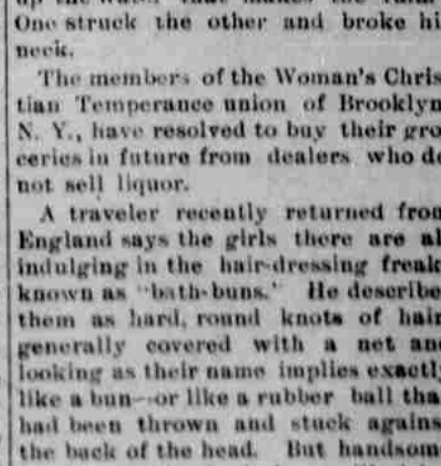 One struck the other and broke hi
neck.
The members of the Woman's Chris
tian Temperance union of Brooklyn
N. Y., have resolved to buy their gro
ceries in future from dealers who do
not sell liquor.
A traveler recently returned from
England says the girls there are al
indulging in the hair-dressing freak
known as "bath-buns." He describe
them as hard, round knots of hair
generally covered with a net and
looking as their name implies exactly
like a bun—or like a rubber ball tha
had been thrown and stuck agains
the back of the head. But handsom